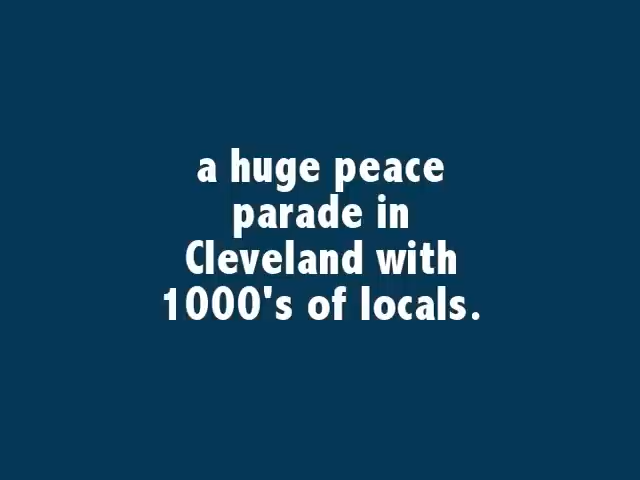 a huge peace
parade in
Cleveland with
1000's of locals.